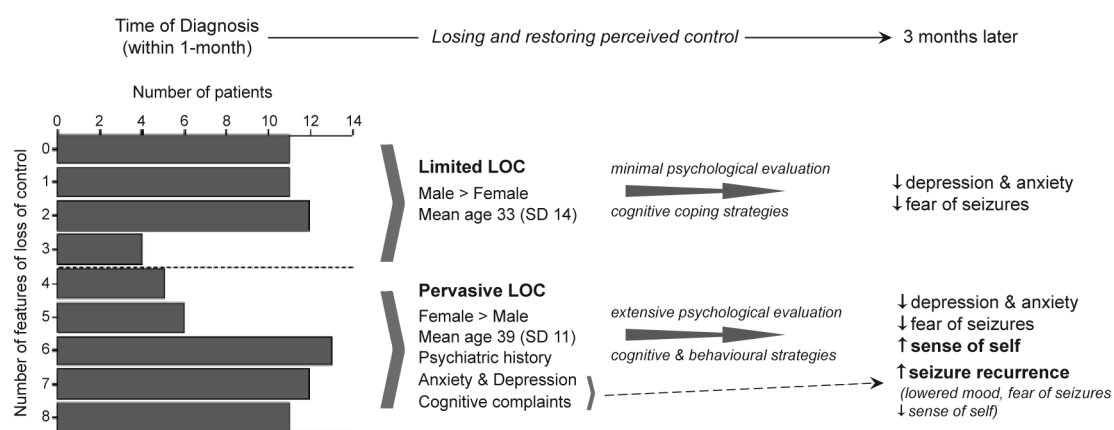 Time of Diagnosis
(within 1-month)
Losing and restoring perceived control
3 months later
Number of patients
0 2 4 6 8 10 12 14
Number of features of loss of control
0
1
2
3
4
5
6
7
8
Limited LOC
Male > Female
Mean age 33 (SD 14)
minimal psychological evaluation
cognitive coping strategies
↓ depression & anxiety
↓ fear of seizures
Pervasive LOC
Female > Male
Mean age 39 (SD 11)
Psychiatric history
Anxiety & Depression
Cognitive complaints
extensive psychological evaluation
cognitive & behavioural strategies
↓ depression & anxiety
↓ fear of seizures
↑ sense of self
↑ seizure recurrence
(lowered mood, fear of seizures
↓ sense of self)